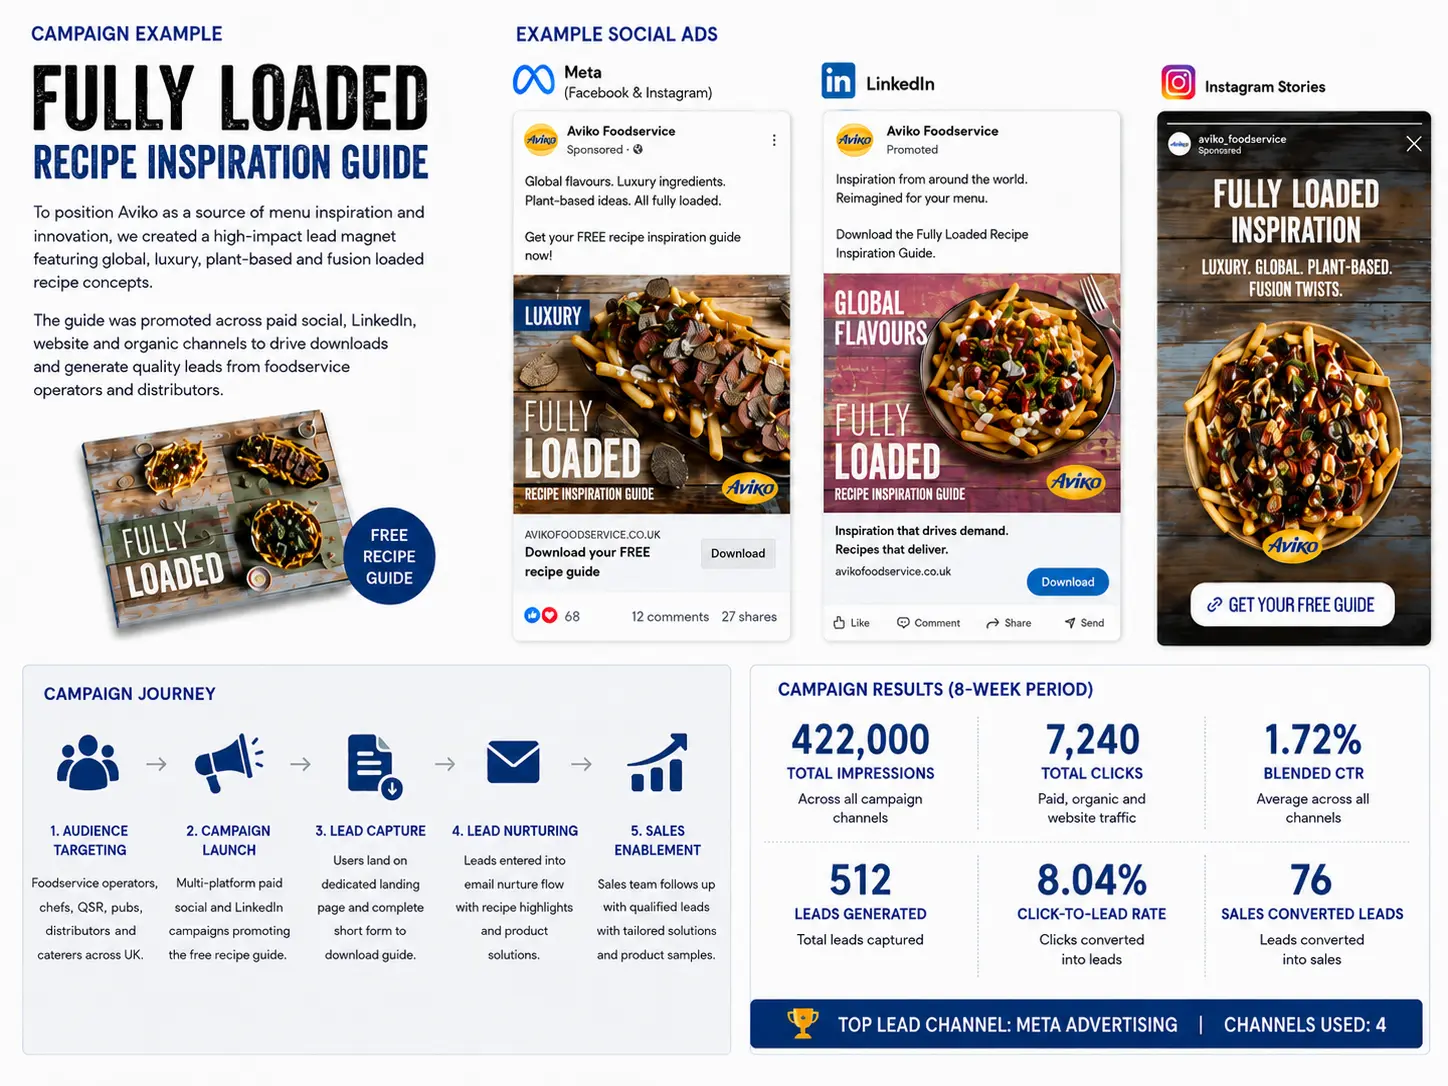 CAMPAIGN EXAMPLE
FULLY LOADED
RECIPE INSPIRATION GUIDE
To position Aviko as a source of menu inspiration and
innovation, we created a high-impact lead magnet
featuring global, luxury, plant-based and fusion loaded
recipe concepts.
The guide was promoted across paid social, LinkedIn,
website and organic channels to drive downloads
and generate quality leads from foodservice
operators and distributors.
FULLY
LOADED
FREE
RECIPE
GUIDE
EXAMPLE SOCIAL ADS
Meta
(Facebook & Instagram)
Aviko
Aviko Foodservice
Sponsored ·
Global flavours. Luxury ingredients.
Plant-based ideas. All fully loaded.
Get your FREE recipe inspiration guide
now!
LUXURY
FULLY
LOADED
RECIPE INSPIRATION GUIDE
Aviko
AVIKOFOODSERVICE.CO.UK
Download your FREE
recipe guide
Download
68
12 comments
27 shares
in
LinkedIn
Aviko
Aviko Foodservice
Promoted
Inspiration from around the world.
Reimagined for your menu.
Download the Fully Loaded Recipe
Inspiration Guide.
GLOBAL
FLAVOURS
FULLY
LOADED
RECIPE INSPIRATION GUIDE
Aviko
Inspiration that drives demand.
Recipes that deliver.
avikofoodservice.co.uk
Download
Like
Comment
Share
Send
Instagram Stories
Aviko
aviko_foodservice
Sponsored
FULLY LOADED
INSPIRATION
LUXURY. GLOBAL. PLANT-BASED.
FUSION TWISTS.
Aviko
GET YOUR FREE GUIDE
CAMPAIGN JOURNEY
1. AUDIENCE
TARGETING
Foodservice operators,
chefs, QSR, pubs,
distributors and
caterers across UK.
2. CAMPAIGN
LAUNCH
Multi-platform paid
social and LinkedIn
campaigns promoting
the free recipe guide.
3. LEAD CAPTURE
Users land on
dedicated landing
page and complete
short form to
download guide.
4. LEAD NURTURING
Leads entered into
email nurture flow
with recipe highlights
and product
solutions.
5. SALES
ENABLEMENT
Sales team follows up
with qualified leads
with tailored solutions
and product samples.
CAMPAIGN RESULTS (8-WEEK PERIOD)
422,000
TOTAL IMPRESSIONS
Across all campaign
channels
7,240
TOTAL CLICKS
Paid, organic and
website traffic
1.72%
BLENDED CTR
Average across all
channels
512
LEADS GENERATED
Total leads captured
8.04%
CLICK-TO-LEAD RATE
Clicks converted
into leads
76
SALES CONVERTED LEADS
Leads converted
into sales
TOP LEAD CHANNEL: META ADVERTISING | CHANNELS USED: 4